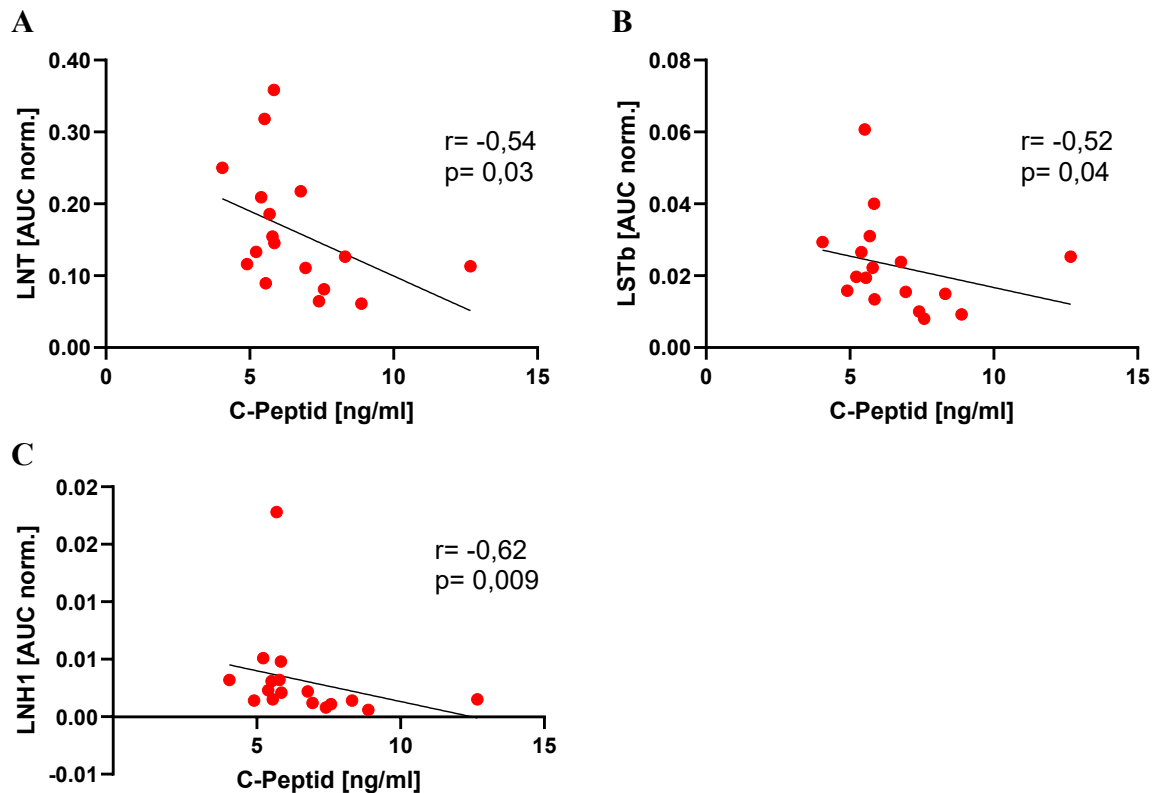 A
0.40
0.30
0.20
0.10
0.00
LNT [AUC norm.]
r= -0,54
p= 0,03
0
5
10
15
C-Peptid [ng/ml]
B
0.08
0.06
0.04
0.02
0.00
LSTb [AUC norm.]
r= -0,52
p= 0,04
0
5
10
15
C-Peptid [ng/ml]
C
0.02
0.02
0.01
0.01
0.00
-0.01
LNH1 [AUC norm.]
r= -0,62
p= 0,009
5
10
15
C-Peptid [ng/ml]